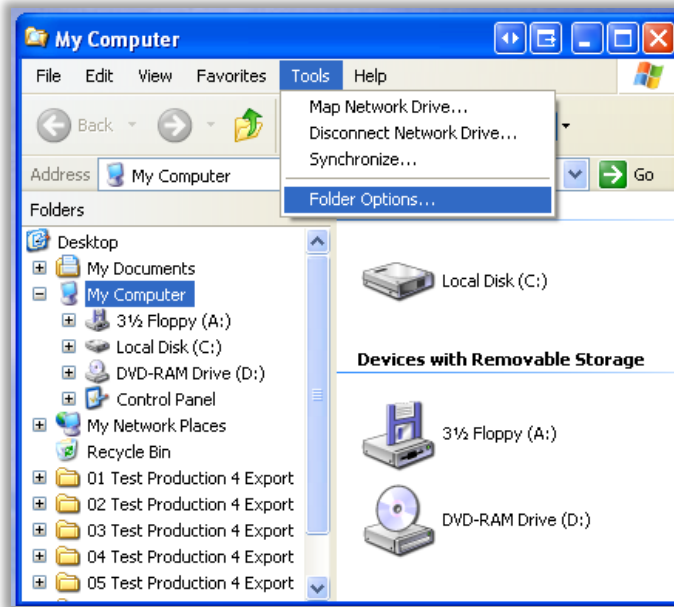 My Computer
File Edit View Favorites Tools Help
Map Network Drive...
Disconnect Network Drive...
Synchronize...
Folder Options...
Back
Address My Computer Go
Folders
Desktop
My Documents
My Computer
3½ Floppy (A:)
Local Disk (C:)
DVD-RAM Drive (D:)
Control Panel
My Network Places
Recycle Bin
01 Test Production 4 Export
02 Test Production 4 Export
03 Test Production 4 Export
04 Test Production 4 Export
05 Test Production 4 Export
Local Disk (C:)
Devices with Removable Storage
3½ Floppy (A:)
DVD-RAM Drive (D:)